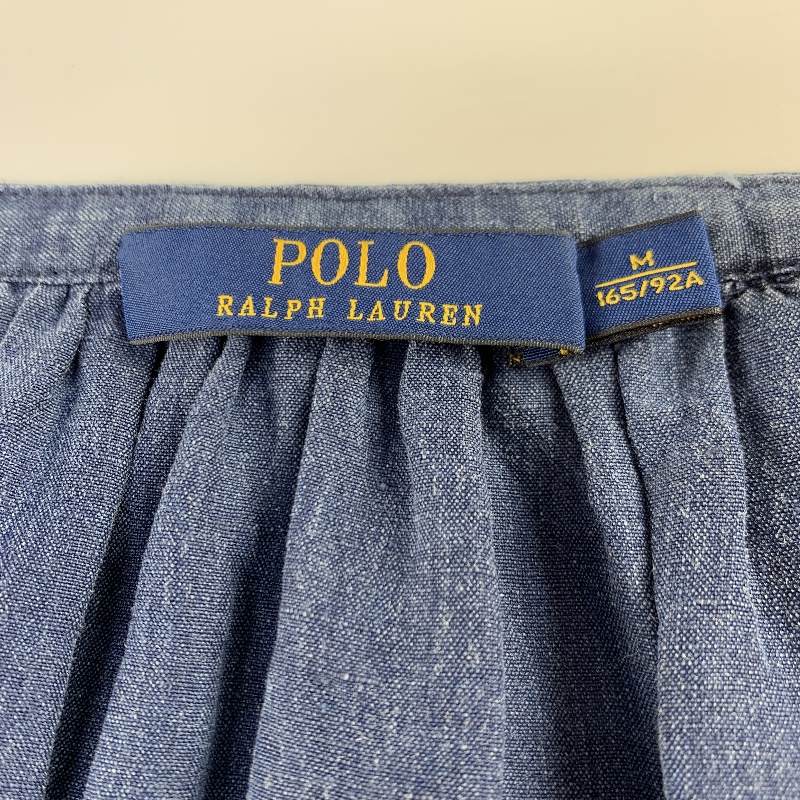 POLO
RALPH LAUREN
M
165/92A